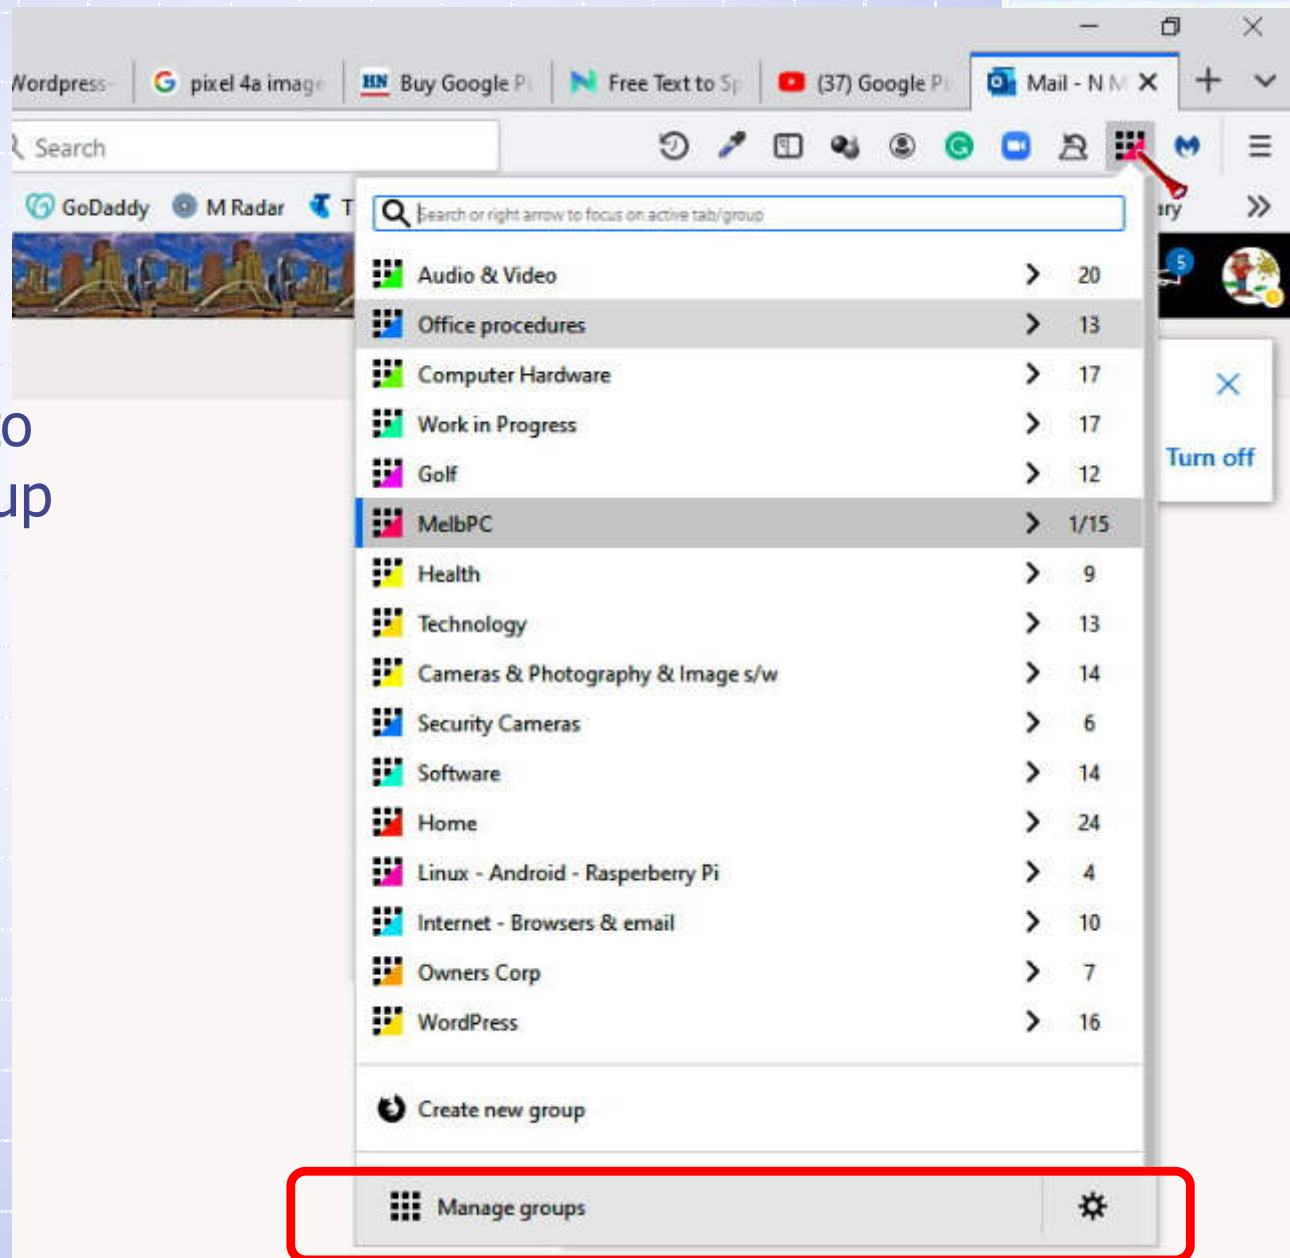 Wordpress- pixel 4a image HN Buy Google P Free Text to Sp (37) Google Pi Mail - N M
Search
GoDaddy M Radar T ry
Search or right arrow to focus on active tab/group
5
Audio & Video 20
Office procedures 13
Computer Hardware 17
Work in Progress 17
Golf 12
MelbPC 1/15
Health 9
Technology 13
Cameras & Photography & Image s/w 14
Security Cameras 6
Software 14
Home 24
Linux - Android - Rasperberry Pi 4
Internet - Browsers & email 10
Owners Corp 7
WordPress 16
Create new group
Manage groups
to
up
Turn off